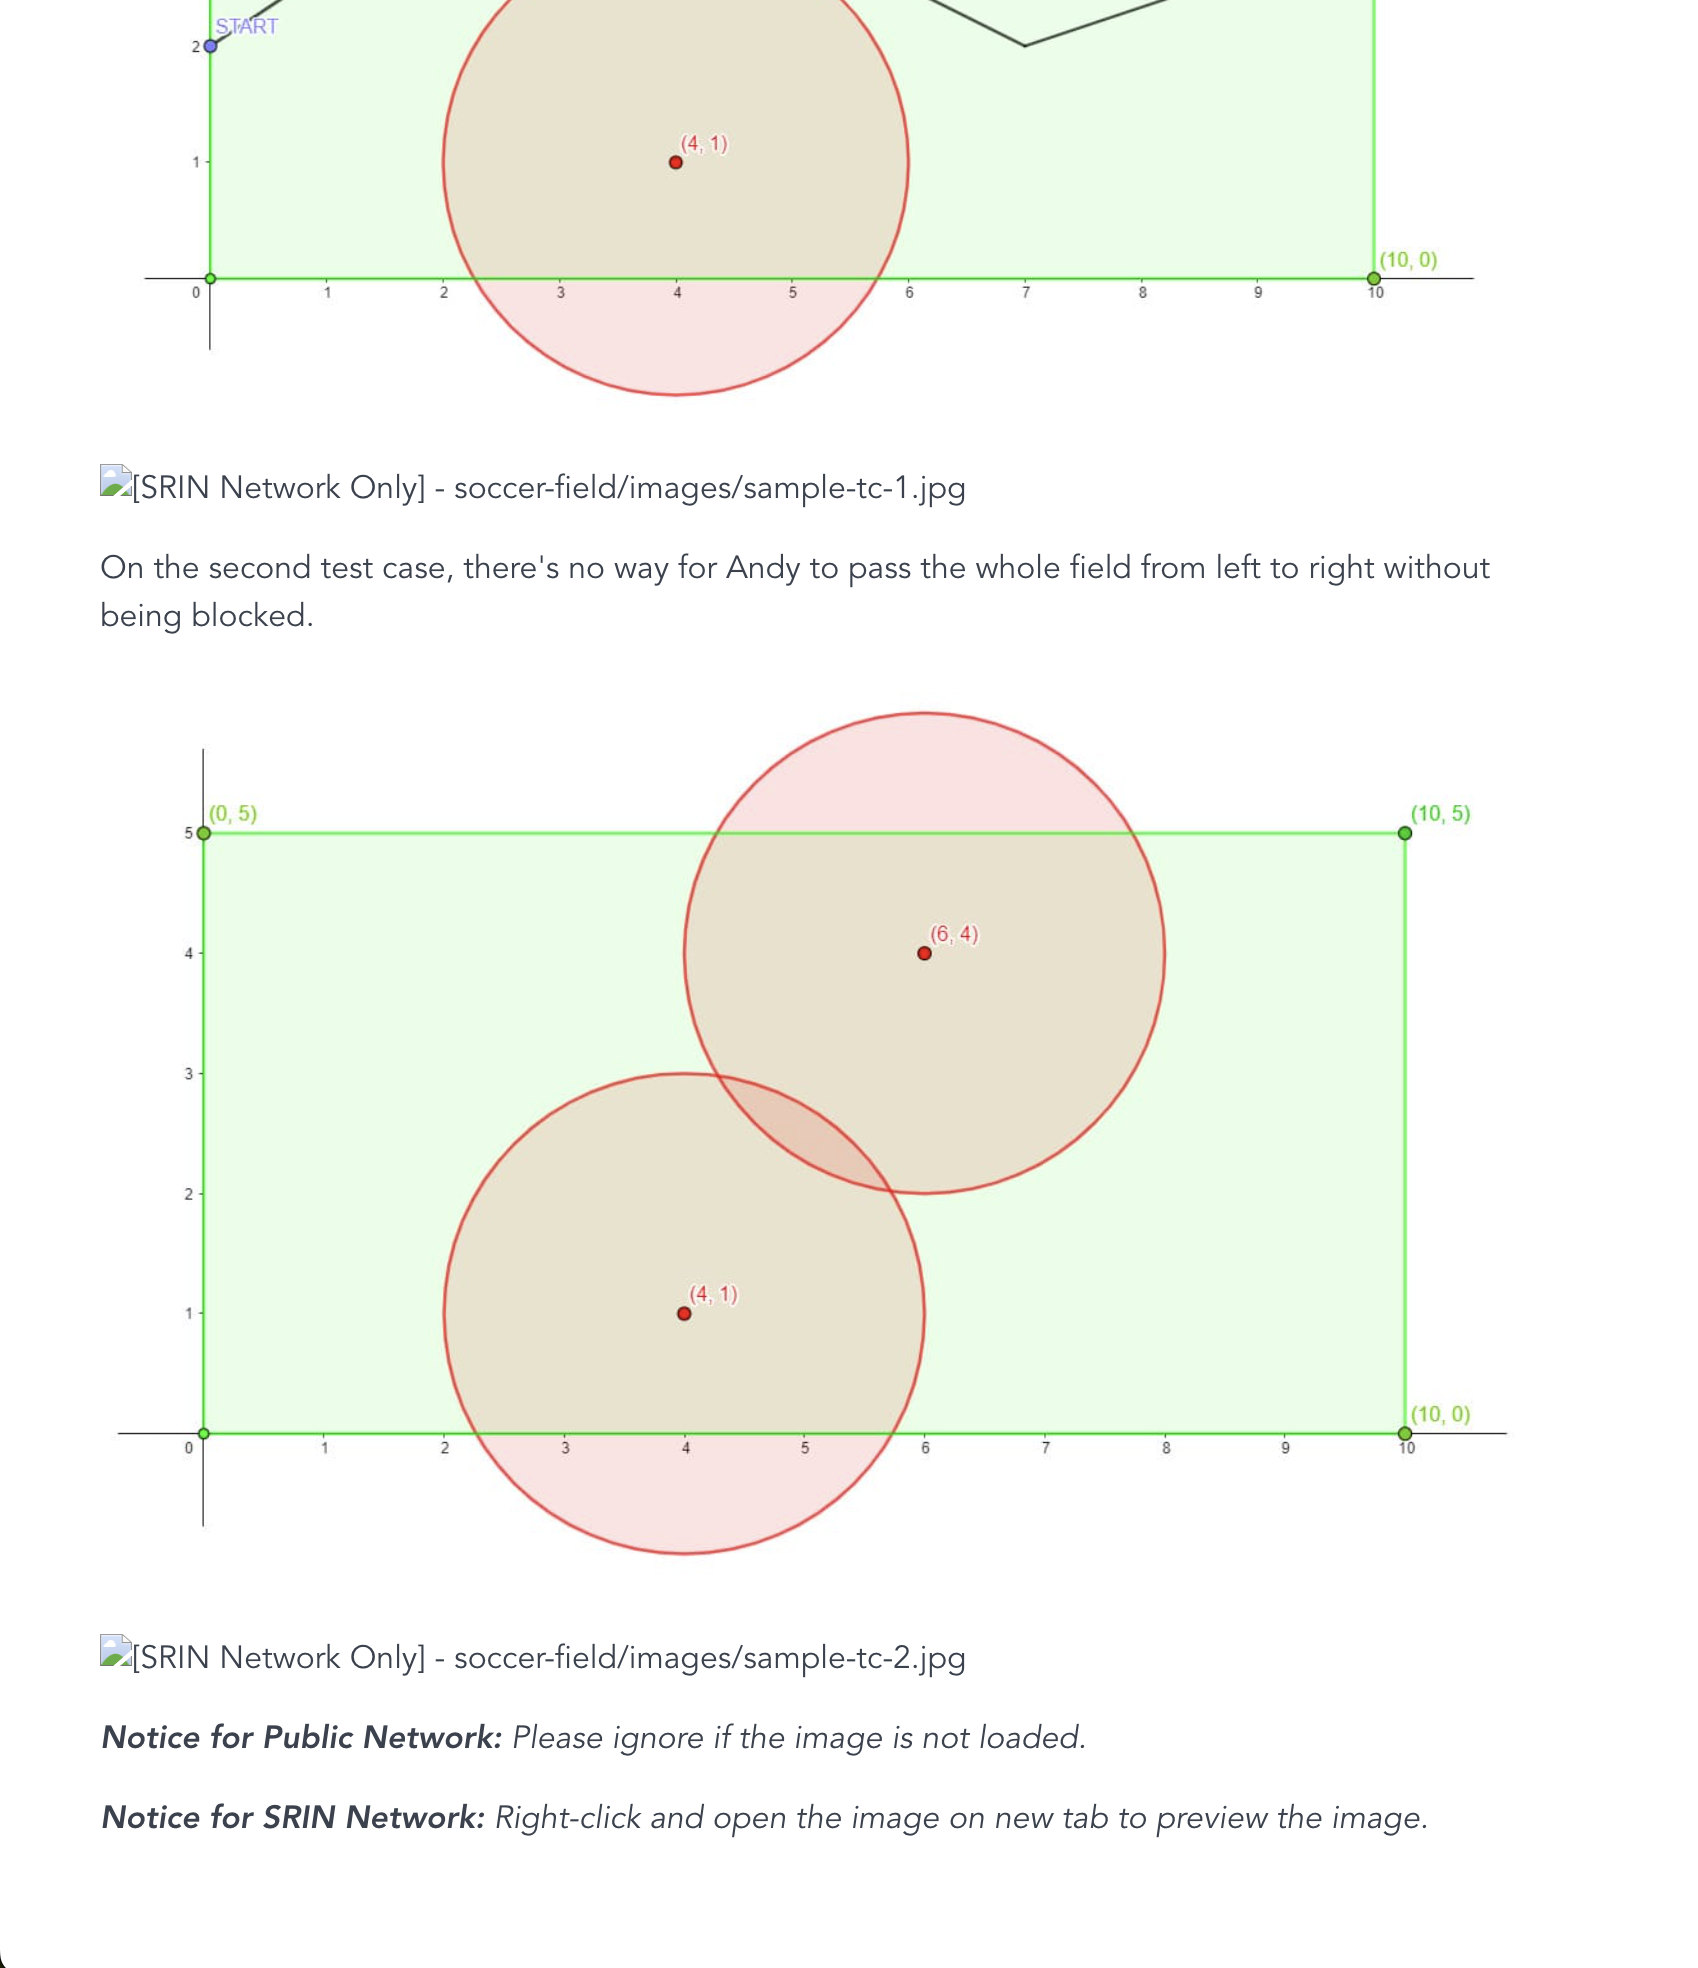 START
2
(4, 1)
1
(10, 0)
0 1 2 3 4 5 6 7 8 9 10
[SRIN Network Only] - soccer-field/images/sample-tc-1.jpg
On the second test case, there's no way for Andy to pass the whole field from left to right without
being blocked.
(0, 5) (10, 5)
5
(6, 4)
4
3
2
(4, 1)
1
(10, 0)
0 1 2 3 4 5 6 7 8 9 10
[SRIN Network Only] - soccer-field/images/sample-tc-2.jpg
Notice for Public Network: Please ignore if the image is not loaded.
Notice for SRIN Network: Right-click and open the image on new tab to preview the image.